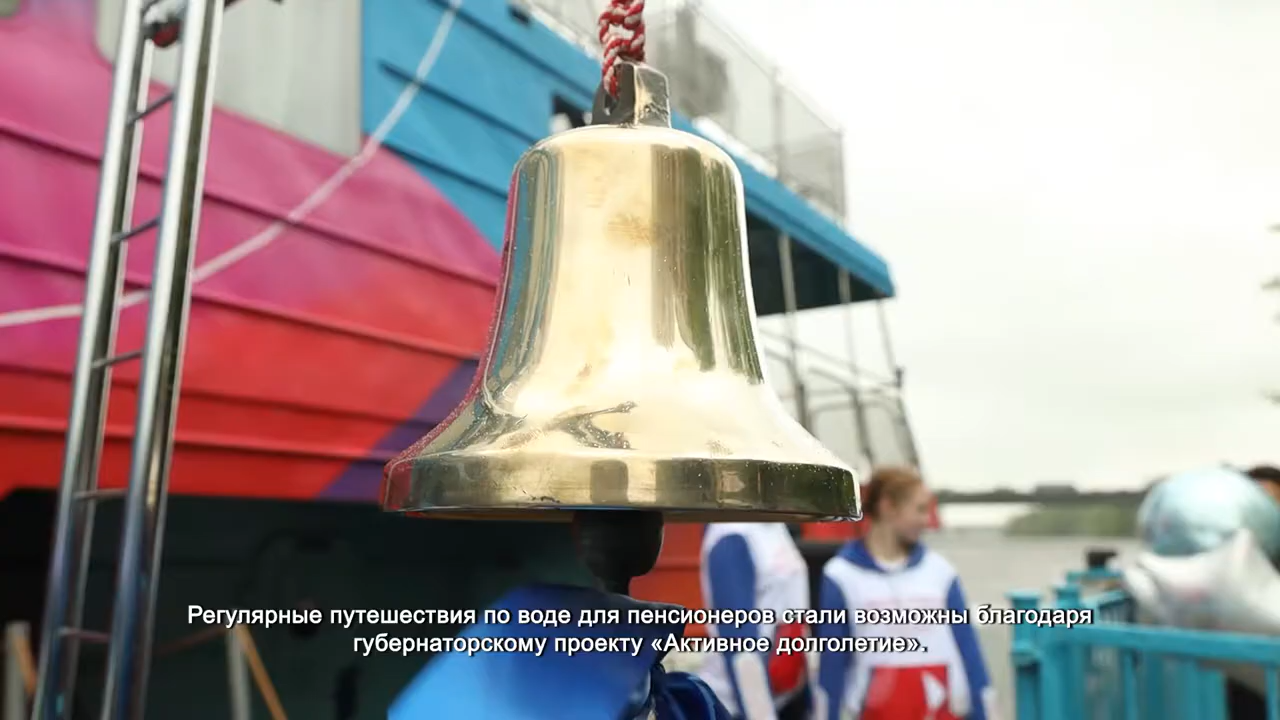 Регулярные путешествия по воде для пенсионеров стали возможны благодаря
губернаторскому проекту «Активное долголетие».